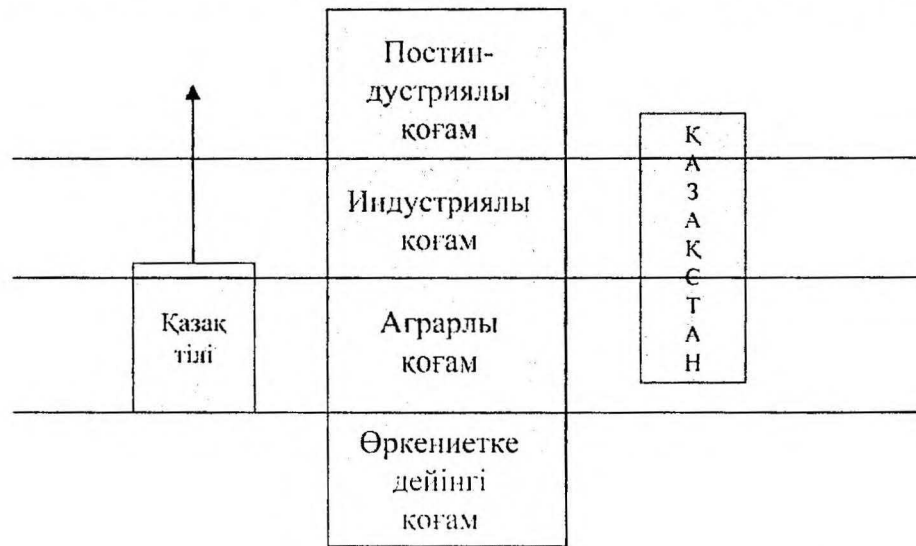 Постин-
дустриялы
қоғам
Индустриялы
қоғам
Қазақ
тілі
Аграрлы
қоғам
Өркениетке
дейінгі
қоғам
Қ
А
З
А
Қ
С
Т
А
Н